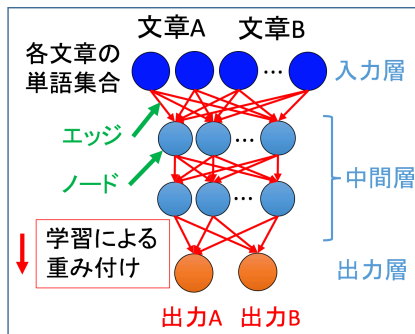 文章A 文章B
各文章の
単語集合
…
入力層
エッジ
…
ノード
中間層
…
学習による
重み付け
出力層
出力A 出力B